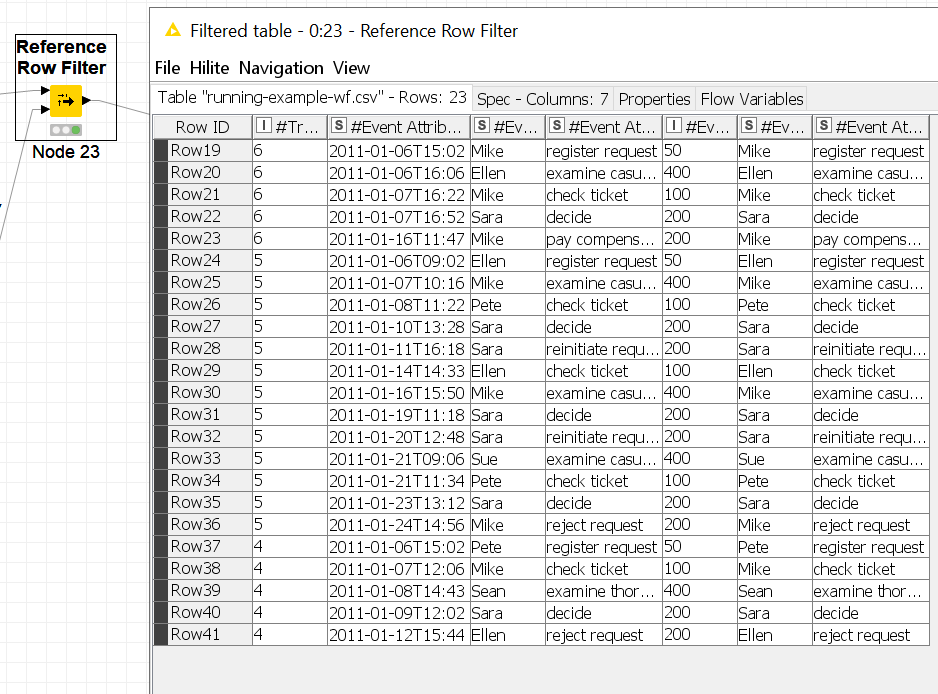 Reference
Row Filter
Node 23
Filtered table - 0:23 - Reference Row Filter
File Hilite Navigation View
Table "running-example-wf.csv" - Rows: 23 Spec - Columns: 7 Properties Flow Variables
Row ID I #Tr... S #Event Attrib... S #Ev... S #Event At... I #Ev... S #Ev... S #Event At...
Row19 6 2011-01-06T15:02 Mike register request 50 Mike register request
Row20 6 2011-01-06T16:06 Ellen examine casu... 400 Ellen examine casu...
Row21 6 2011-01-07T16:22 Mike check ticket 100 Mike check ticket
Row22 6 2011-01-07T16:52 Sara decide 200 Sara decide
Row23 6 2011-01-16T11:47 Mike pay compens... 200 Mike pay compens...
Row24 5 2011-01-06T09:02 Ellen register request 50 Ellen register request
Row25 5 2011-01-07T10:16 Mike examine casu... 400 Mike examine casu...
Row26 5 2011-01-08T11:22 Pete check ticket 100 Pete check ticket
Row27 5 2011-01-10T13:28 Sara decide 200 Sara decide
Row28 5 2011-01-11T16:18 Sara reinitiate requ... 200 Sara reinitiate requ...
Row29 5 2011-01-14T14:33 Ellen check ticket 100 Ellen check ticket
Row30 5 2011-01-16T15:50 Mike examine casu... 400 Mike examine casu...
Row31 5 2011-01-19T11:18 Sara decide 200 Sara decide
Row32 5 2011-01-20T12:48 Sara reinitiate requ... 200 Sara reinitiate requ...
Row33 5 2011-01-21T09:06 Sue examine casu... 400 Sue examine casu...
Row34 5 2011-01-21T11:34 Pete check ticket 100 Pete check ticket
Row35 5 2011-01-23T13:12 Sara decide 200 Sara decide
Row36 5 2011-01-24T14:56 Mike reject request 200 Mike reject request
Row37 4 2011-01-06T15:02 Pete register request 50 Pete register request
Row38 4 2011-01-07T12:06 Mike check ticket 100 Mike check ticket
Row39 4 2011-01-08T14:43 Sean examine thor... 400 Sean examine thor...
Row40 4 2011-01-09T12:02 Sara decide 200 Sara decide
Row41 4 2011-01-12T15:44 Ellen reject request 200 Ellen reject request